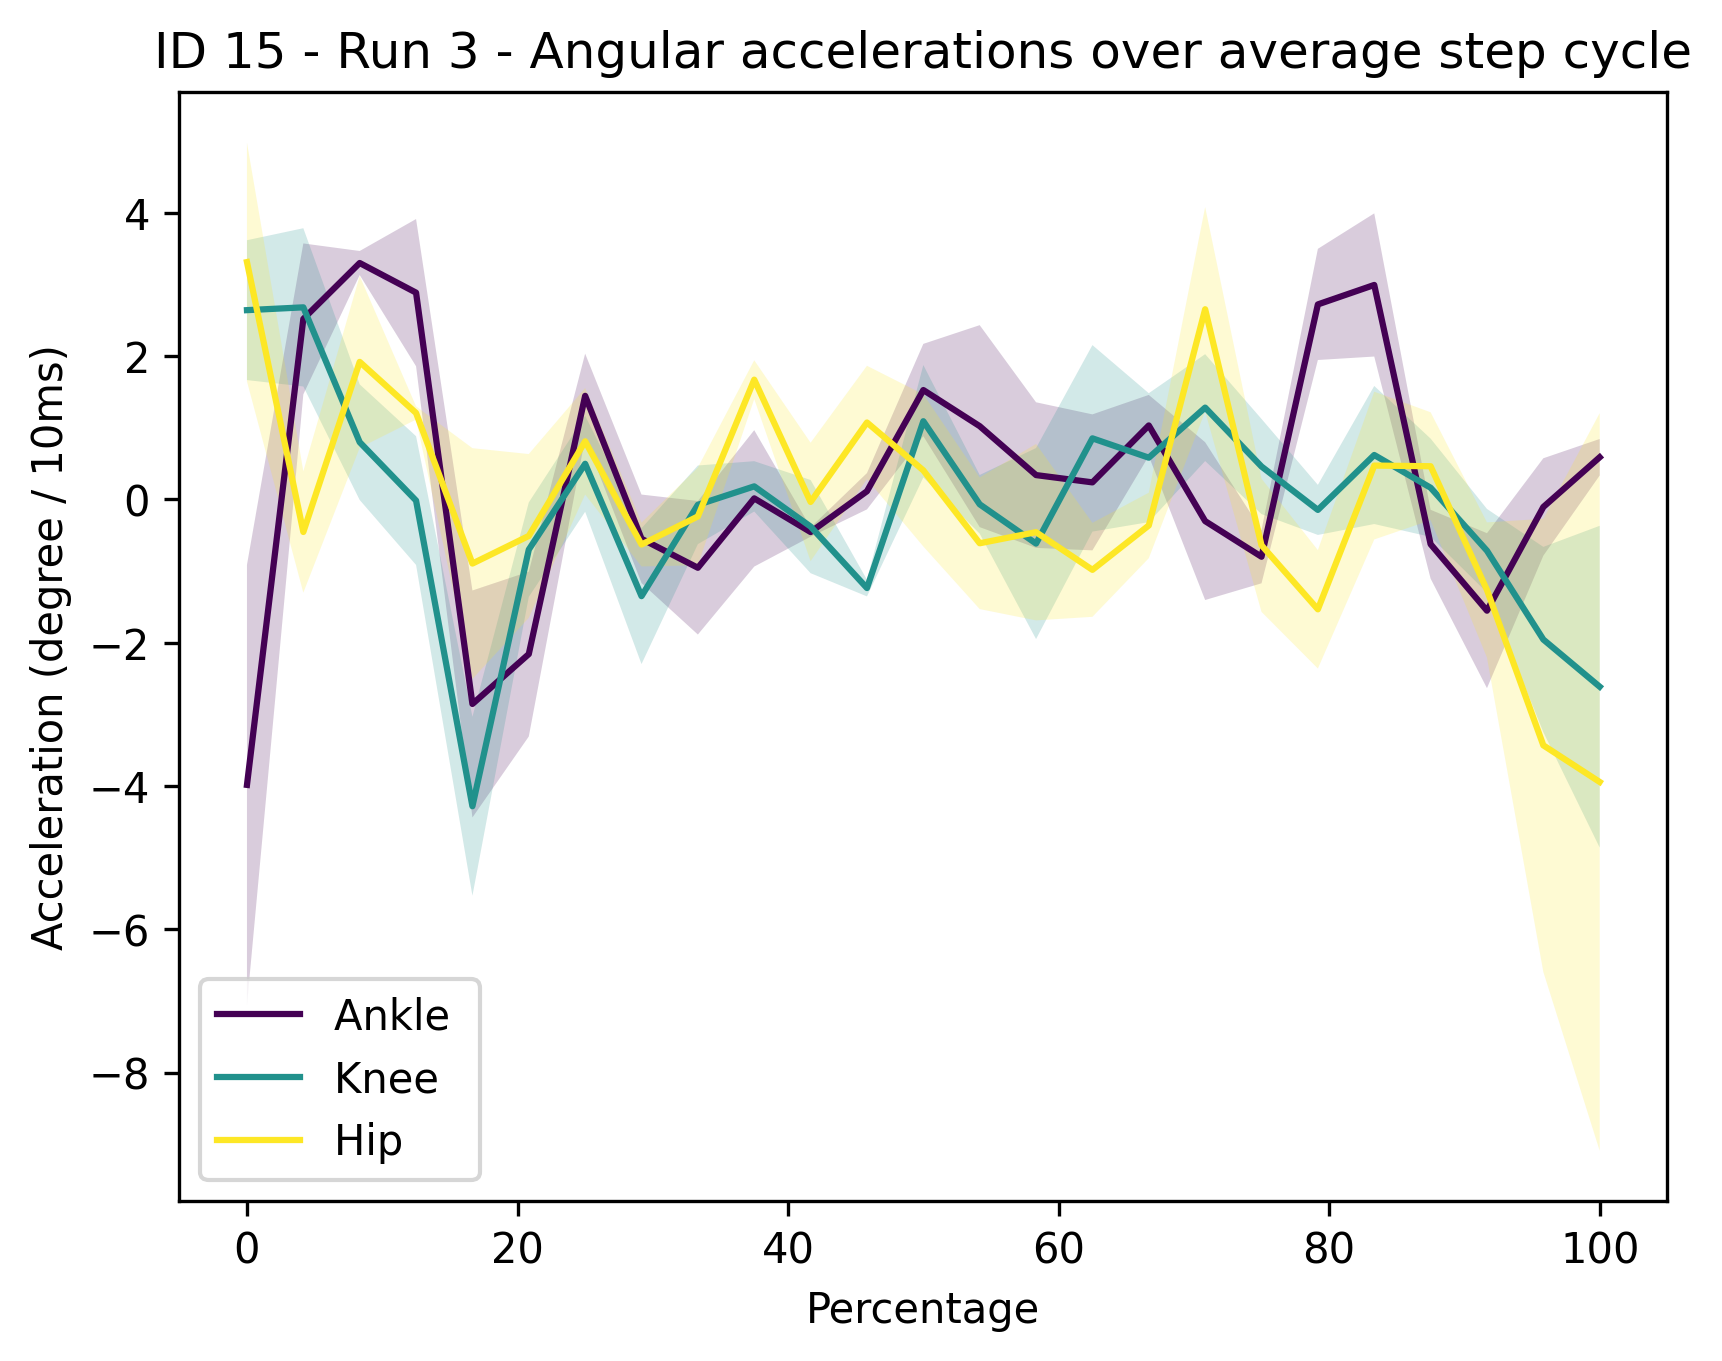 ID 15 - Run 3 - Angular accelerations over average step cycle
Acceleration (degree / 10ms)
4
2
0
−2
−4
−6
−8
Ankle
Knee
Hip
0 20 40 60 80 100
Percentage